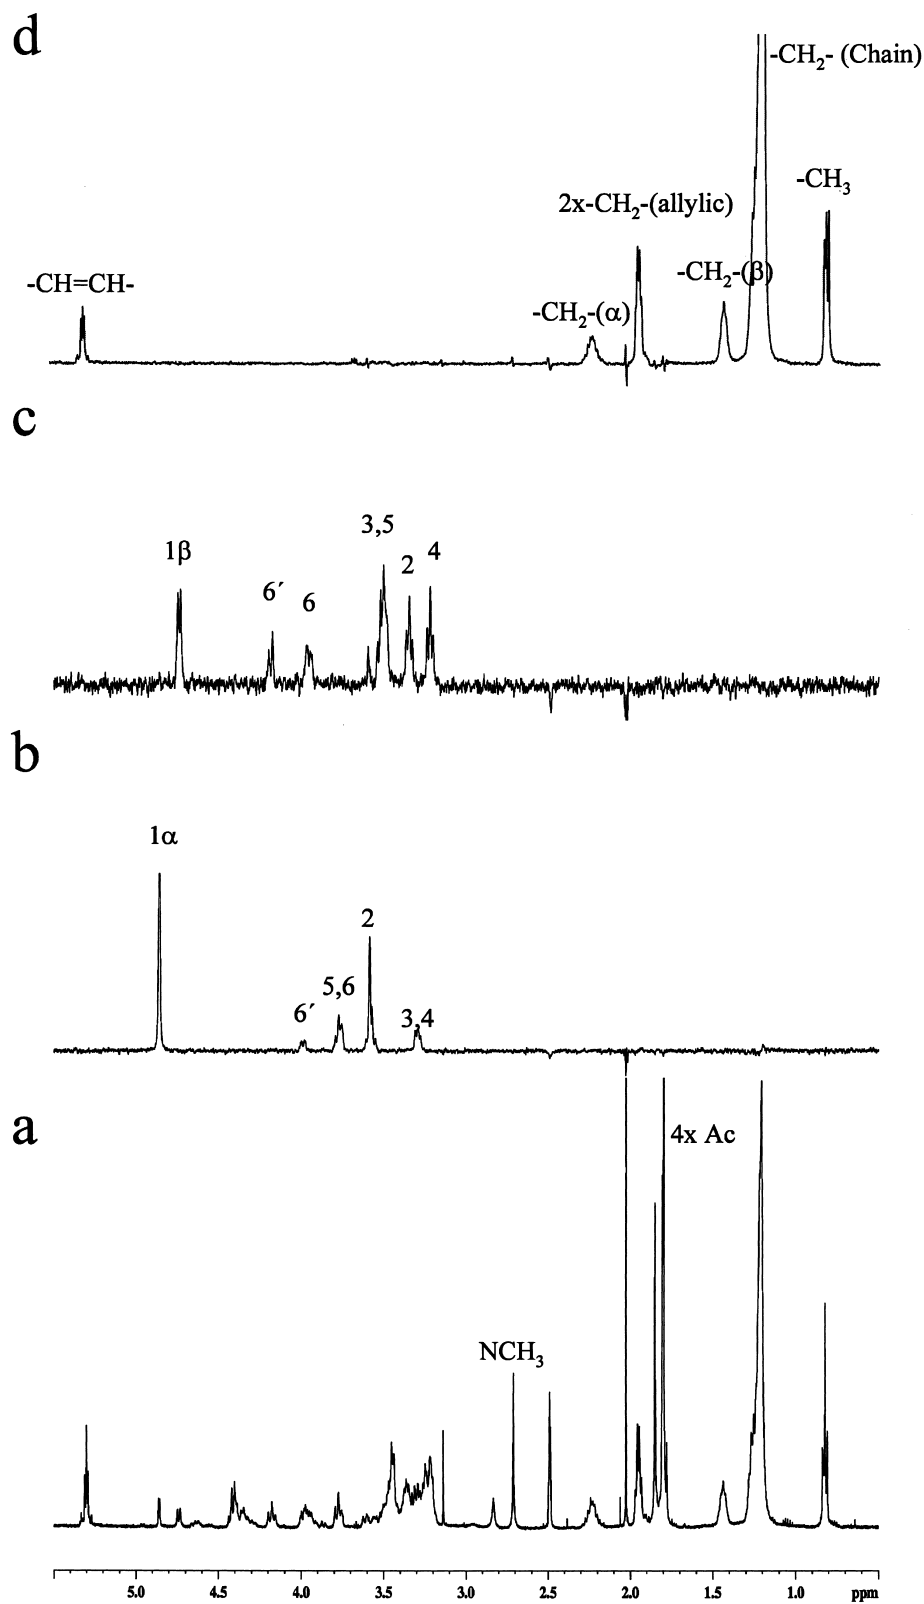 d
-CH₂- (Chain)
-CH₃
2x-CH₂-(allylic)
-CH₂-(β)
-CH=CH-
-CH₂-(α)
c
3,5
1β
2
4
6´
6
b
1α
2
5,6
6´
3,4
a
4x Ac
NCH₃
5.0 4.5 4.0 3.5 3.0 2.5 2.0 1.5 1.0 ppm